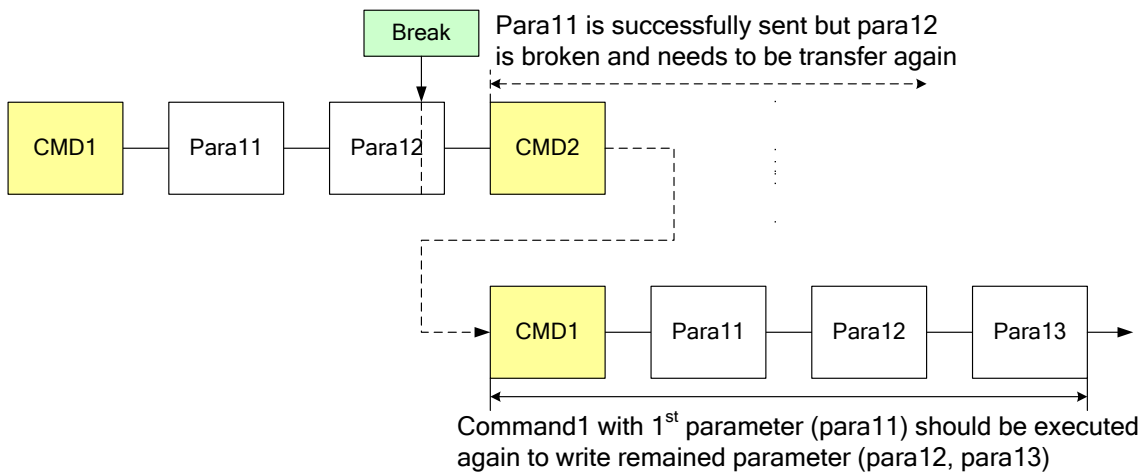 Break
Para11 is successfully sent but para12
is broken and needs to be transfer again
CMD1
Para11
Para12
CMD2
CMD1
Para11
Para12
Para13
Command1 with 1st parameter (para11) should be executed
again to write remained parameter (para12, para13)